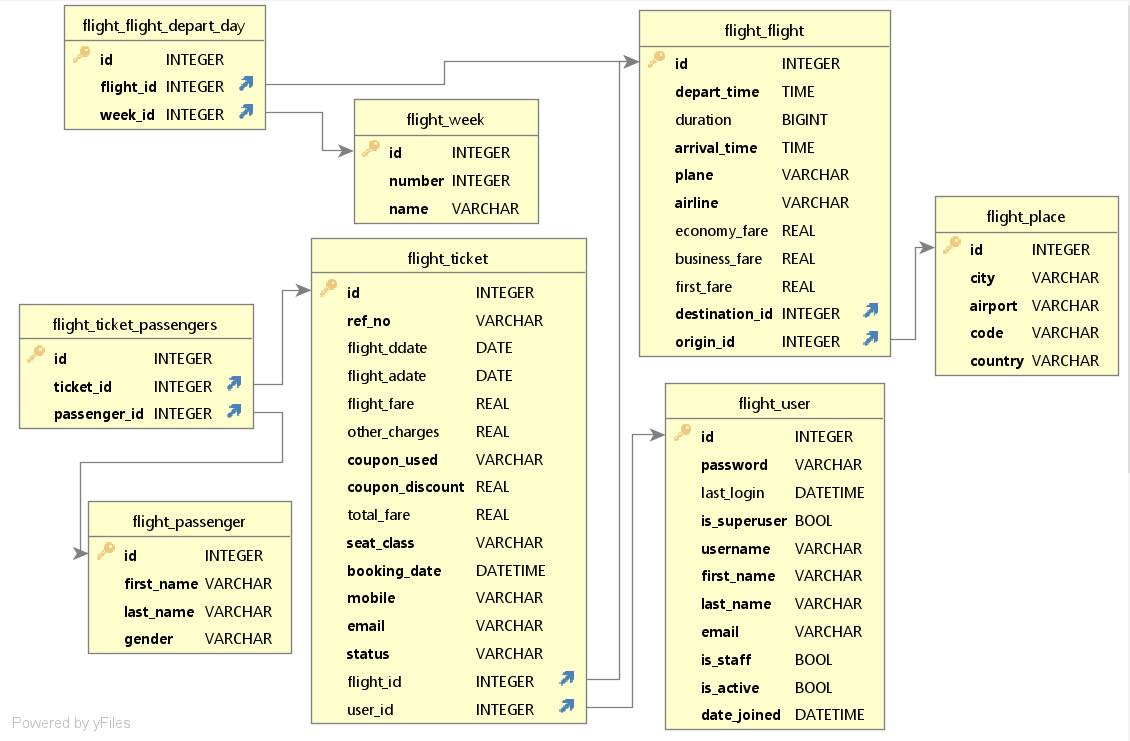 flight_flight_depart_day
id INTEGER
flight_id INTEGER
week_id INTEGER
flight_week
id INTEGER
number INTEGER
name VARCHAR
flight_flight
id INTEGER
depart_time TIME
duration BIGINT
arrival_time TIME
plane VARCHAR
airline VARCHAR
economy_fare REAL
business_fare REAL
first_fare REAL
destination_id INTEGER
origin_id INTEGER
flight_place
id INTEGER
city VARCHAR
airport VARCHAR
code VARCHAR
country VARCHAR
flight_ticket_passengers
id INTEGER
ticket_id INTEGER
passenger_id INTEGER
flight_ticket
id INTEGER
ref_no VARCHAR
flight_ddate DATE
flight_adate DATE
flight_fare REAL
other_charges REAL
coupon_used VARCHAR
coupon_discount REAL
total_fare REAL
seat_class VARCHAR
booking_date DATETIME
mobile VARCHAR
email VARCHAR
status VARCHAR
flight_id INTEGER
user_id INTEGER
flight_user
id INTEGER
password VARCHAR
last_login DATETIME
is_superuser BOOL
username VARCHAR
first_name VARCHAR
last_name VARCHAR
email VARCHAR
is_staff BOOL
is_active BOOL
date_joined DATETIME
flight_passenger
id INTEGER
first_name VARCHAR
last_name VARCHAR
gender VARCHAR
Powered by yFiles